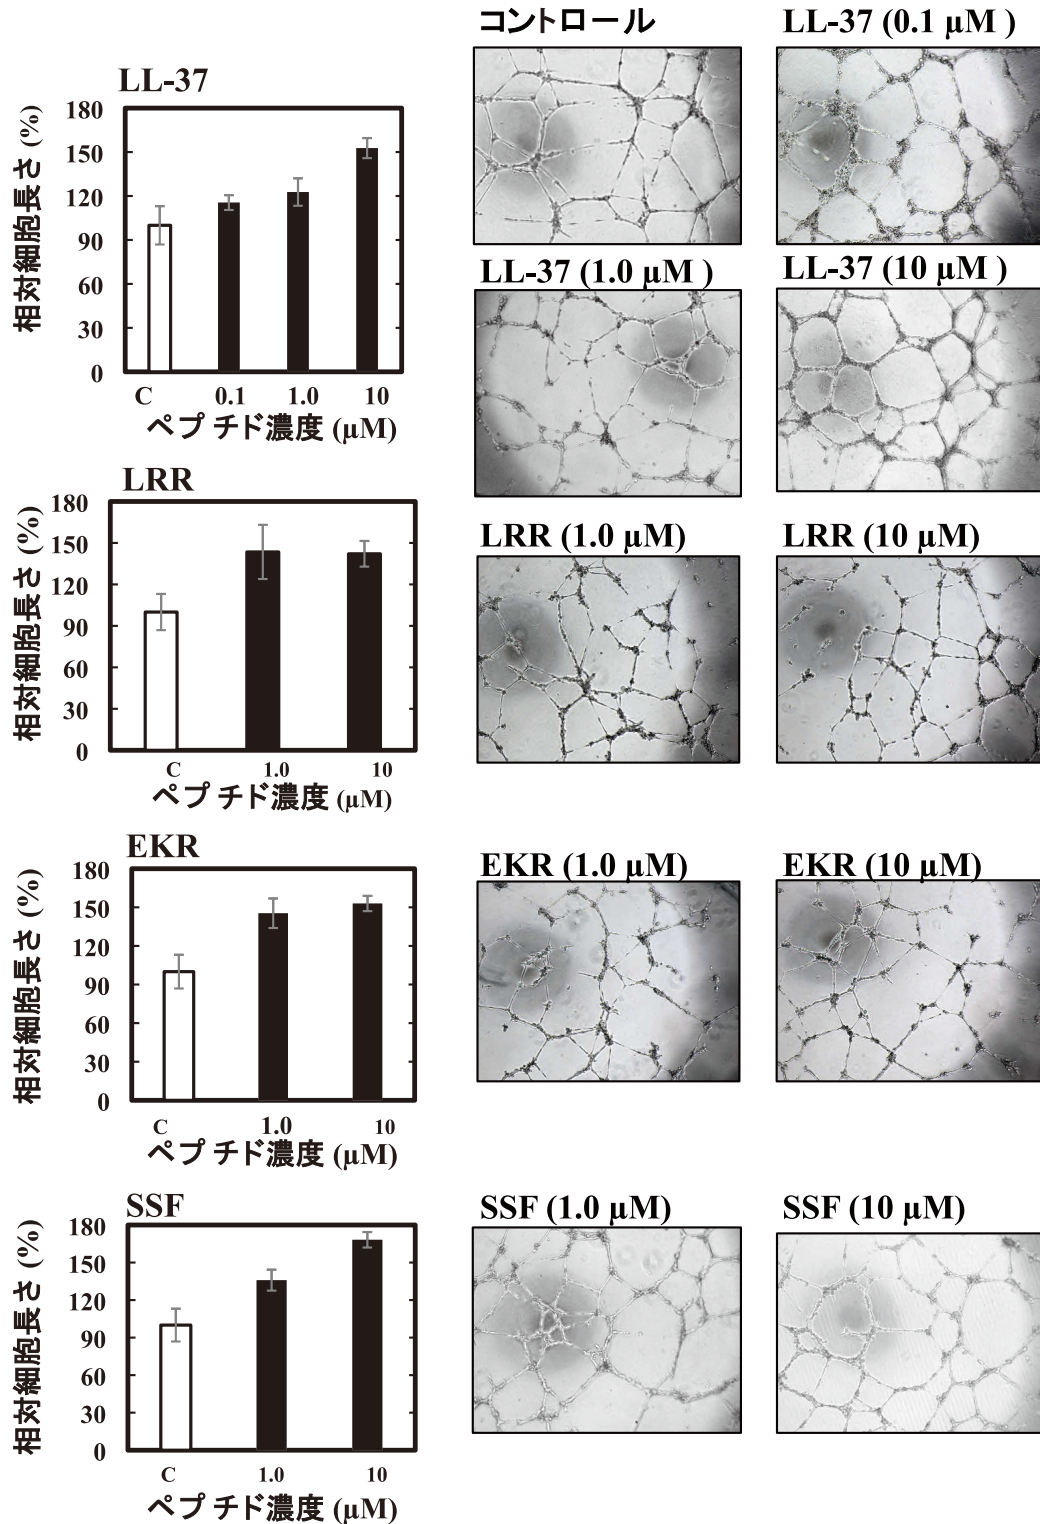 コントロール
LL-37 (0.1 μM )
LL-37
相対細胞長さ (%)
180
150
120
90
60
30
0
C 0.1 1.0 10
ペプチド濃度 (μM)
LL-37 (1.0 μM )
LL-37 (10 μM )
LRR
相対細胞長さ (%)
180
150
120
90
60
30
0
C 1.0 10
ペプチド濃度 (μM)
LRR (1.0 μM)
LRR (10 μM)
EKR
相対細胞長さ (%)
180
150
120
90
60
30
0
C 1.0 10
ペプチド濃度 (μM)
EKR (1.0 μM)
EKR (10 μM)
SSF
相対細胞長さ (%)
180
150
120
90
60
30
0
C 1.0 10
ペプチド濃度 (μM)
SSF (1.0 μM)
SSF (10 μM)